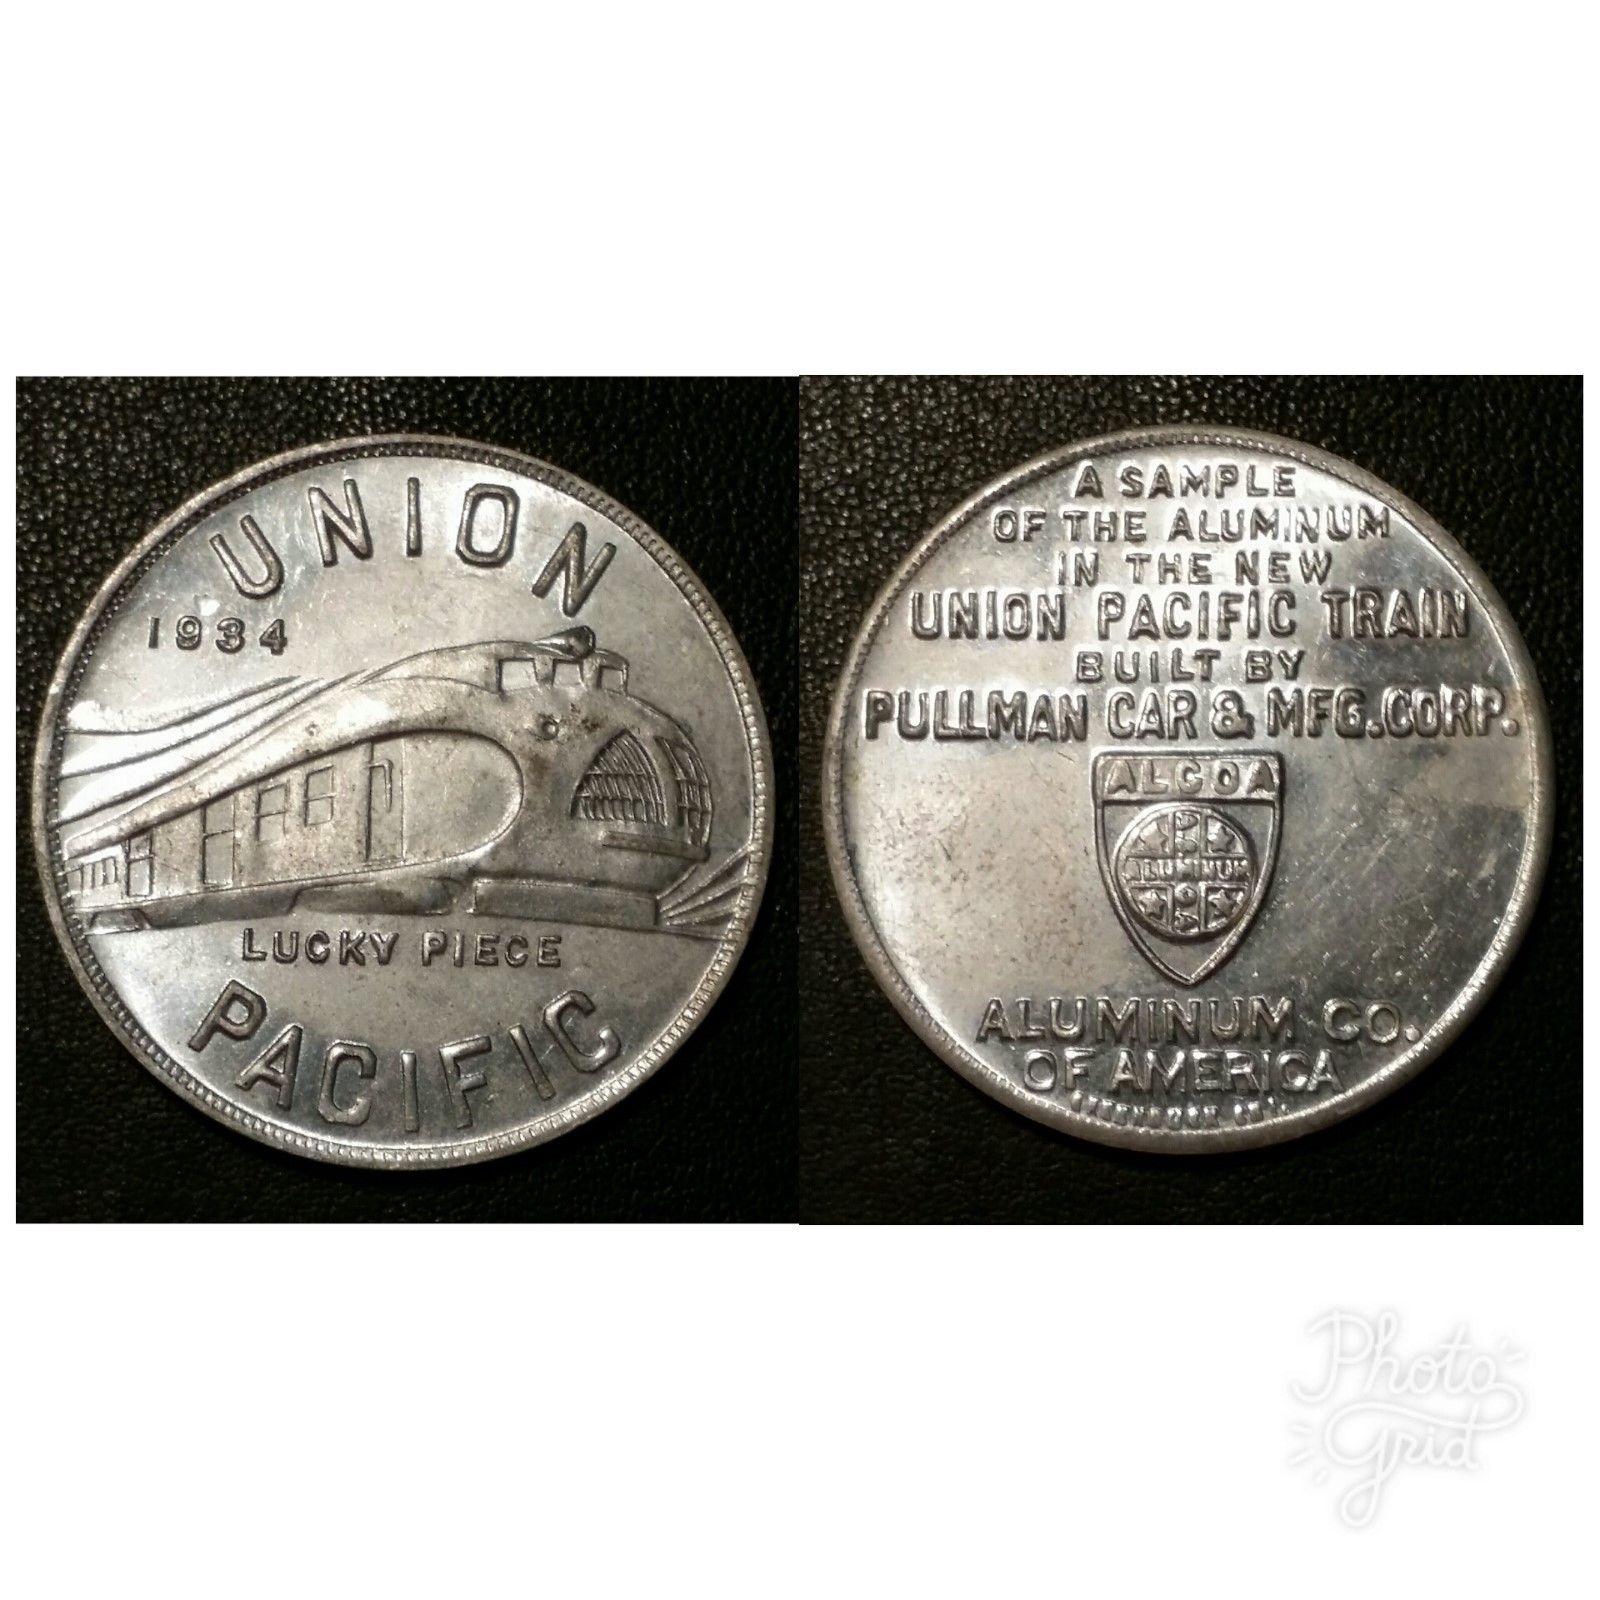 UNION
1934
LUCKY PIECE
PACIFIC
A SAMPLE
OF THE ALUMINUM
IN THE NEW
UNION PACIFIC TRAIN
BUILT BY
PULLMAN CAR & MFG. CORP.
ALCOA
ALUMINUM
ALUMINUM CO.
OF AMERICA
Photo
Grid